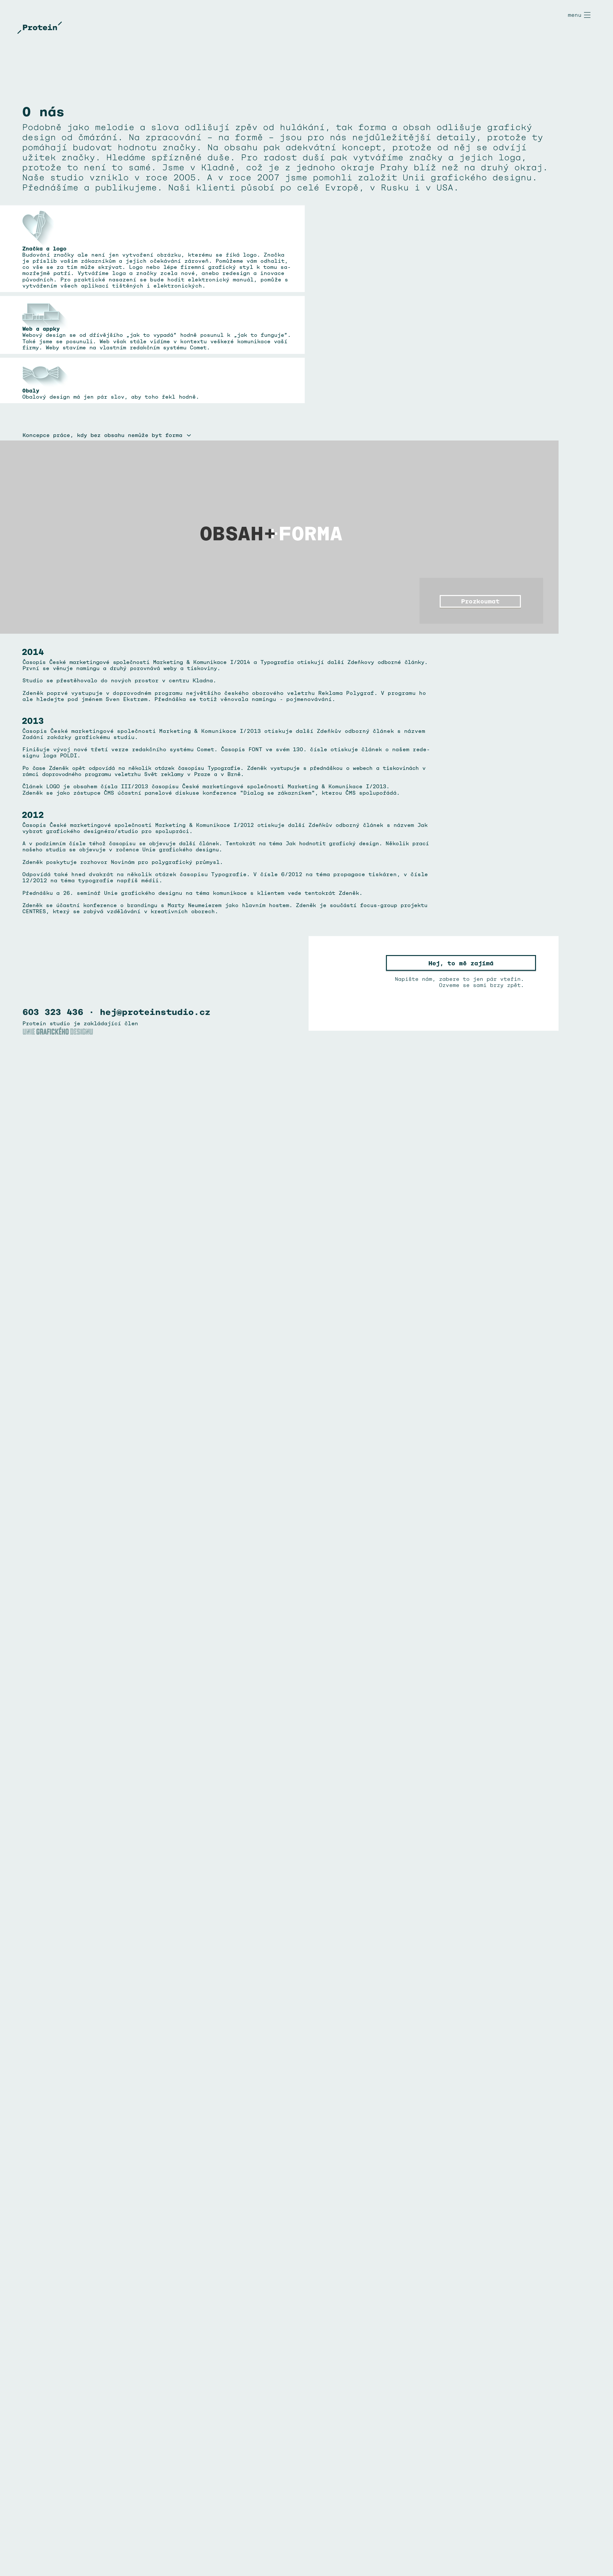 menu
Protein
O nás
Podobně jako melodie a slova odlišují zpěv od hulákání, tak forma a obsah odlišuje grafický
design od čmárání. Na zpracování – na formě – jsou pro nás nejdůležitější detaily, protože ty
pomáhají budovat hodnotu značky. Na obsahu pak adekvátní koncept, protože od něj se odvíjí
užitek značky. Hledáme spřízněné duše. Pro radost duší pak vytváříme značky a jejich loga,
protože to není to samé. Jsme v Kladně, což je z jednoho okraje Prahy blíž než na druhý okraj.
Naše studio vzniklo v roce 2005. A v roce 2007 jsme pomohli založit Unii grafického designu.
Přednášíme a publikujeme. Naši klienti působí po celé Evropě, v Rusku i v USA.
Značka a logo
Budování značky ale není jen vytvoření obrázku, kterému se říká logo. Značka
je příslib vašim zákazníkům a jejich očekávání zároveň. Pomůžeme vám odhalit,
co vše se za tím může skrývat. Logo nebo lépe firemní grafický styl k tomu sa-
mozřejmě patří. Vytváříme loga a značky zcela nové, anebo redesign a inovace
původních. Pro praktické nasazení se bude hodit elektronický manuál, pomůže s
vytvářením všech aplikací tištěných i elektronických.
Web a appky
Webový design se od dřívějšího „jak to vypadá" hodně posunul k „jak to funguje".
Také jsme se posunuli. Web však stále vidíme v kontextu veškeré komunikace vaší
firmy. Weby stavíme na vlastním redakčním systému Comet.
Obaly
Obalový design má jen pár slov, aby toho řekl hodně.
Koncepce práce, kdy bez obsahu nemůže byt forma
OBSAH+FORMA
Prozkoumat
2014
Časopis České marketingové společnosti Marketing & Komunikace I/2014 a Typografia otiskují další Zdeňkovy odborné články.
První se věnuje namingu a druhý porovnává weby a tiskoviny.
Studio se přestěhovalo do nových prostor v centru Kladna.
Zdeněk poprvé vystupuje v doprovodném programu největšího českého oborového veletrhu Reklama Polygraf. V programu ho
ale hledejte pod jménem Sven Ekstrøm. Přednáška se totiž věnovala namingu - pojmenovávání.
2013
Časopis České marketingové společnosti Marketing & Komunikace I/2013 otiskuje další Zdeňkův odborný článek s názvem
Zadání zakázky grafickému studiu.
Finišuje vývoj nové třetí verze redakčního systému Comet. Časopis FONT ve svém 130. čísle otiskuje článek o našem rede-
signu loga POLDI.
Po čase Zdeněk opět odpovídá na několik otázek časopisu Typografie. Zdeněk vystupuje s přednáškou o webech a tiskovinách v
rámci doprovodného programu veletrhu Svět reklamy v Praze a v Brně.
Článek LOGO je obsahem čísla III/2013 časopisu České marketingové společnosti Marketing & Komunikace I/2013.
Zdeněk se jako zástupce ČMS účastní panelové diskuse konference "Dialog se zákazníkem", kterou ČMS spolupořádá.
2012
Časopis České marketingové společnosti Marketing & Komunikace I/2012 otiskuje další Zdeňkův odborný článek s názvem Jak
vybrat grafického designéra/studio pro spolupráci.
A v podzimním čísle téhož časopisu se objevuje další článek. Tentokrát na téma Jak hodnotit grafický design. Několik prací
našeho studia se objevuje v ročence Unie grafického designu.
Zdeněk poskytuje rozhovor Novinám pro polygrafický průmysl.
Odpovídá také hned dvakrát na několik otázek časopisu Typografie. V čísle 6/2012 na téma propagace tiskáren, v čísle
12/2012 na téma typografie napříč médii.
Přednášku a 26. seminář Unie grafického designu na téma komunikace s klientem vede tentokrát Zdeněk.
Zdeněk se účastní konference o brandingu s Marty Neumeierem jako hlavním hostem. Zdeněk je součástí focus-group projektu
CENTRES, který se zabývá vzdělávání v kreativních oborech.
Hej, to mě zajímá
Napište nám, zabere to jen pár vteřin.
Ozveme se sami brzy zpět.
603 323 436 · hej@proteinstudio.cz
Protein studio je zakládající člen
UNIE GRAFICKÉHO DESIGNU